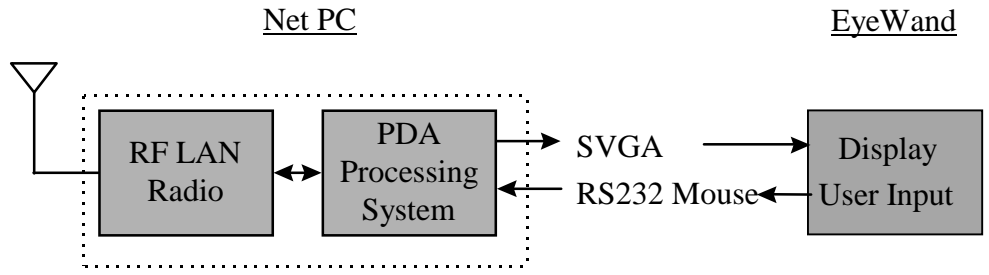 Net PC
EyeWand
RF LAN
Radio
PDA
Processing
System
SVGA
RS232 Mouse
Display
User Input